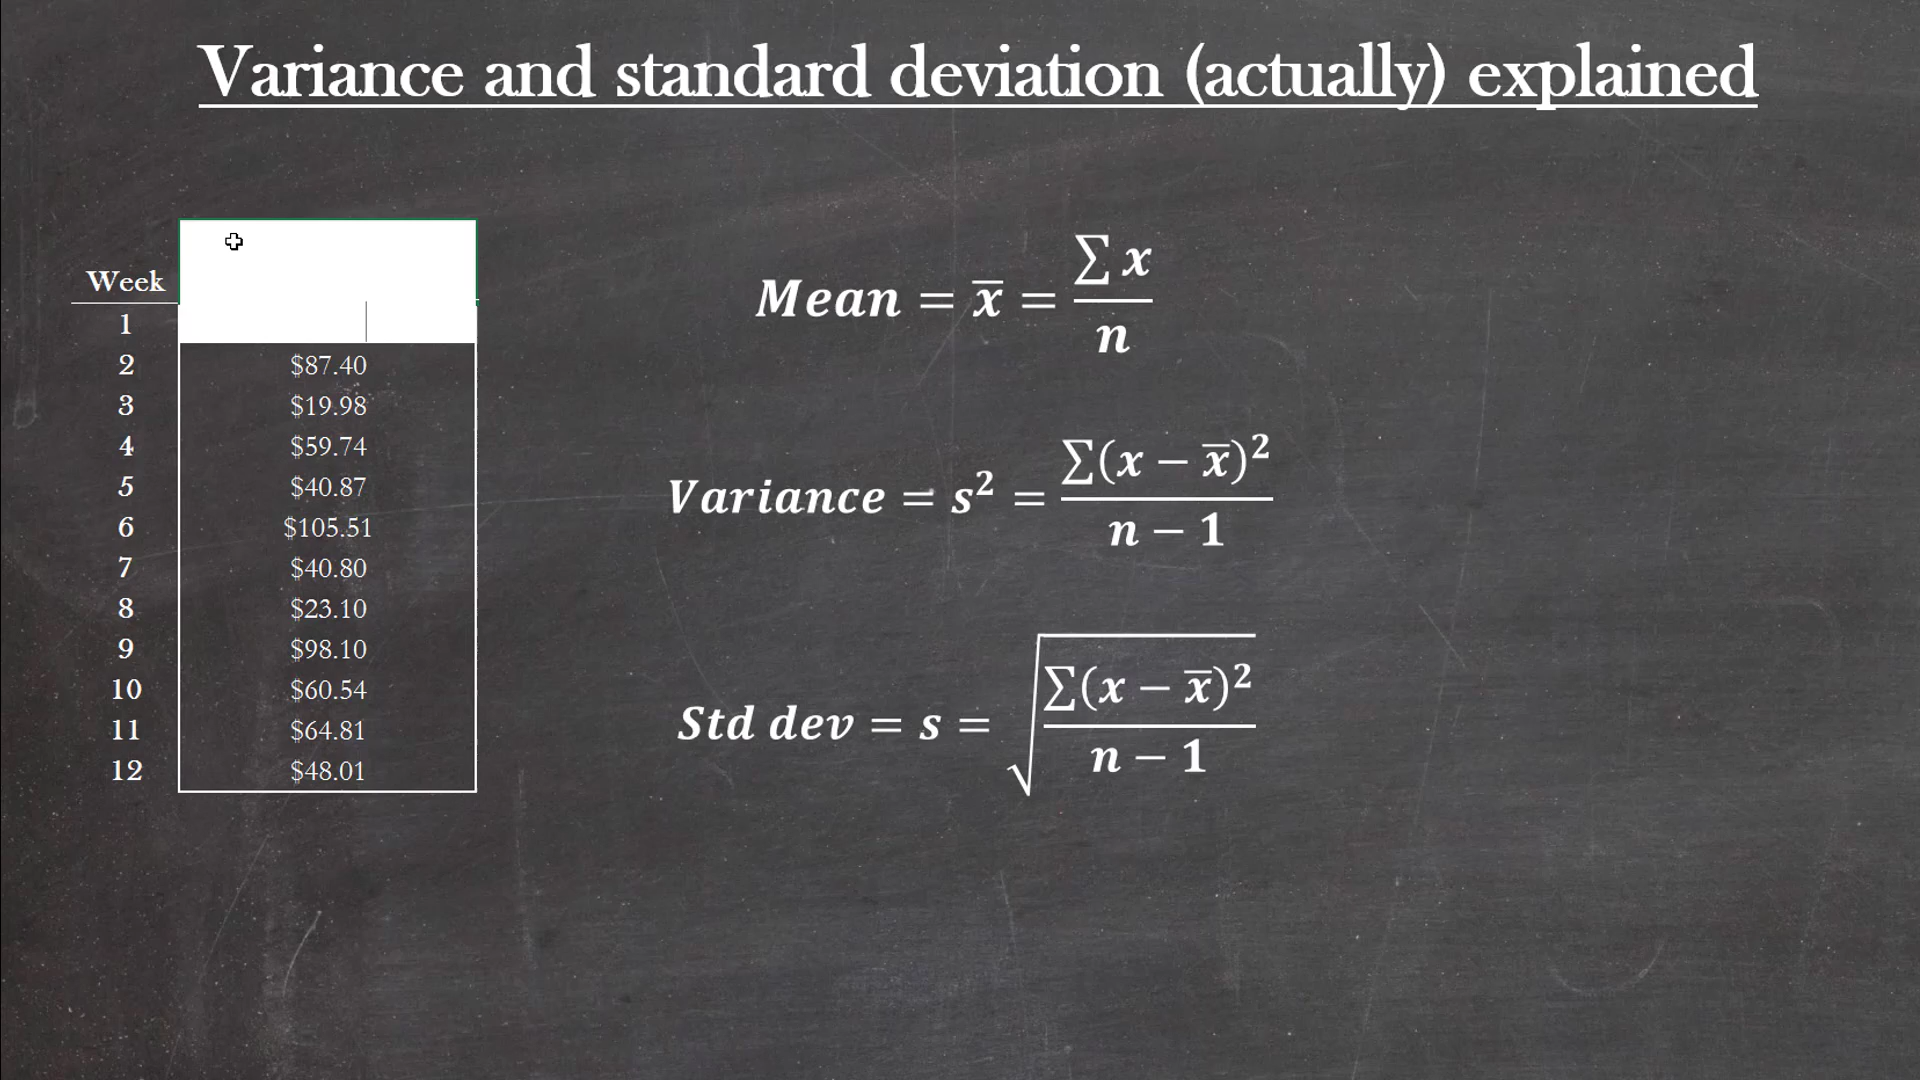 Variance and standard deviation (actually) explained
Week
1
2 $87.40
3 $19.98
4 $59.74
5 $40.87
6 $105.51
7 $40.80
8 $23.10
9 $98.10
10 $60.54
11 $64.81
12 $48.01
Mean = x̅ = ∑ x / n
Variance = s² = ∑(x − x̅)² / n − 1
Std dev = s = √ ∑(x − x̅)² / n − 1